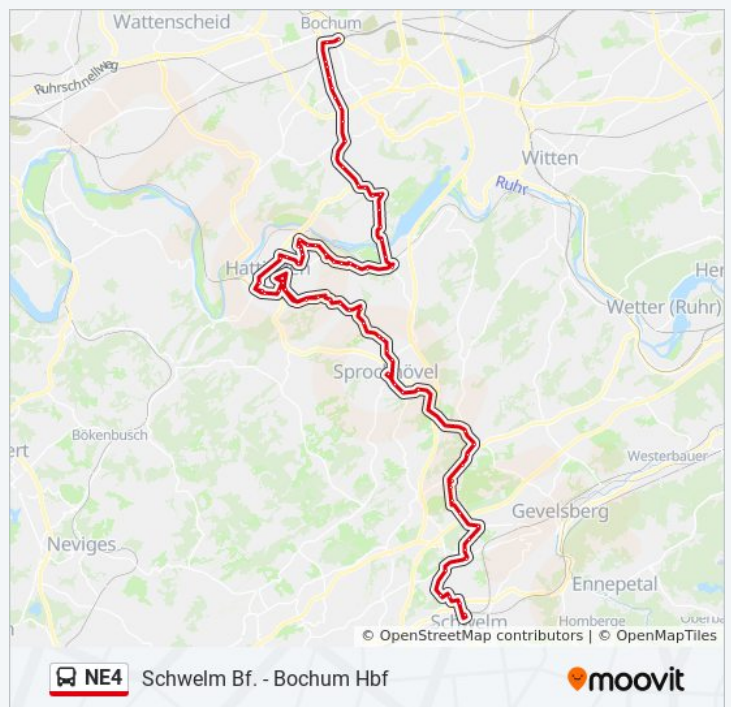 Bochum
Wattenscheid
Ruhrschnellweg
Witten
Ruhr
Hattingen
Her
Wetter (Ruhr)
Sprockhövel
Bökenbusch
ert
Westerbauer
Gevelsberg
Neviges
Ennepetal
Schwelm
Homberge
n
© OpenStreetMap contributors | © OpenMapTiles
NE4 Schwelm Bf. - Bochum Hbf
moovit